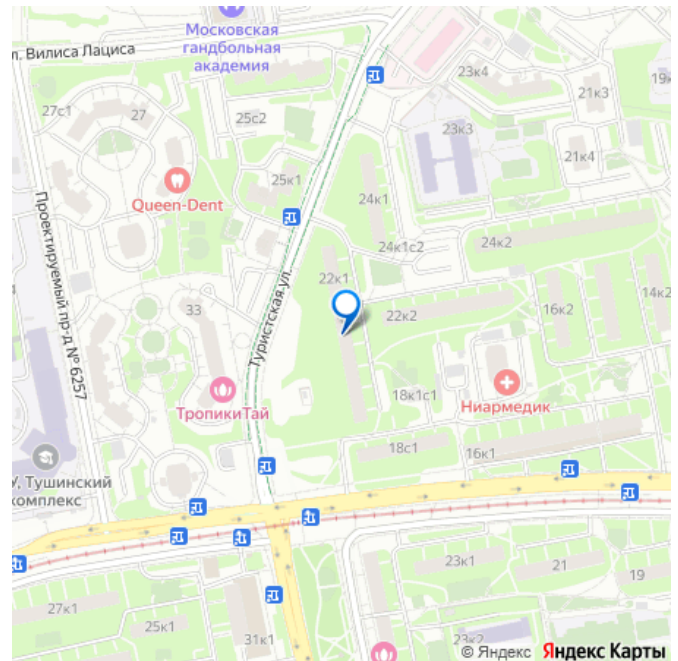 Московская
гандбольная
академия
л. Вилиса Лациса
23к4
19к
27с1
27
25с2
21к3
23к3
21к4
Queen-Dent
25к1
24к1
24к1с2
24к2
Проектируемый пр-д № 6257
Туристская ул.
22к1
14к2
33
22к2
16к2
ТропикиТай
18к1с1
Ниармедик
18с1
16к1
У, Тушинский
комплекс
23к1
21
19
27к1
25к1
31к1
23к2
© Яндекс Яндекс Карты